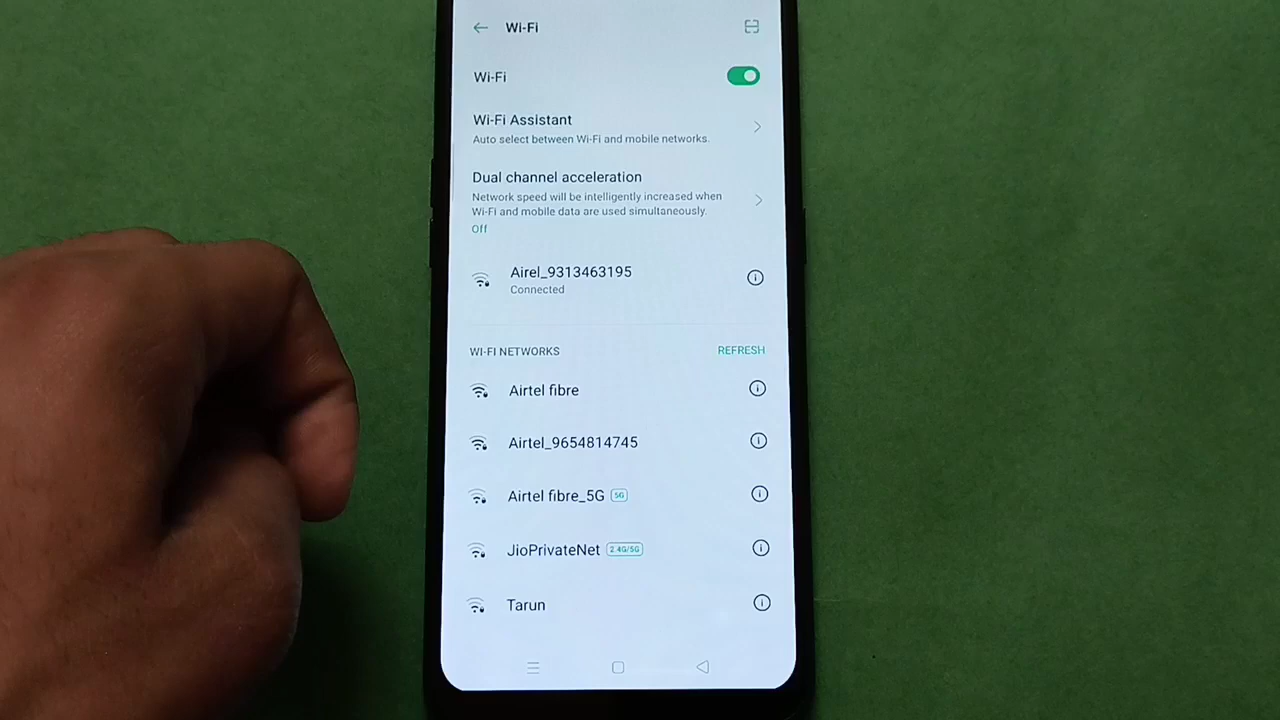 Wi-Fi
Wi-Fi
Wi-Fi Assistant
Auto select between Wi-Fi and mobile networks.
Dual channel acceleration
Network speed will be intelligently increased when
Wi-Fi and mobile data are used simultaneously.
Off
Airel_9313463195
Connected
WI-FI NETWORKS REFRESH
Airtel fibre
Airtel_9654814745
Airtel fibre_5G 5G
JioPrivateNet 2.4G/5G
Tarun